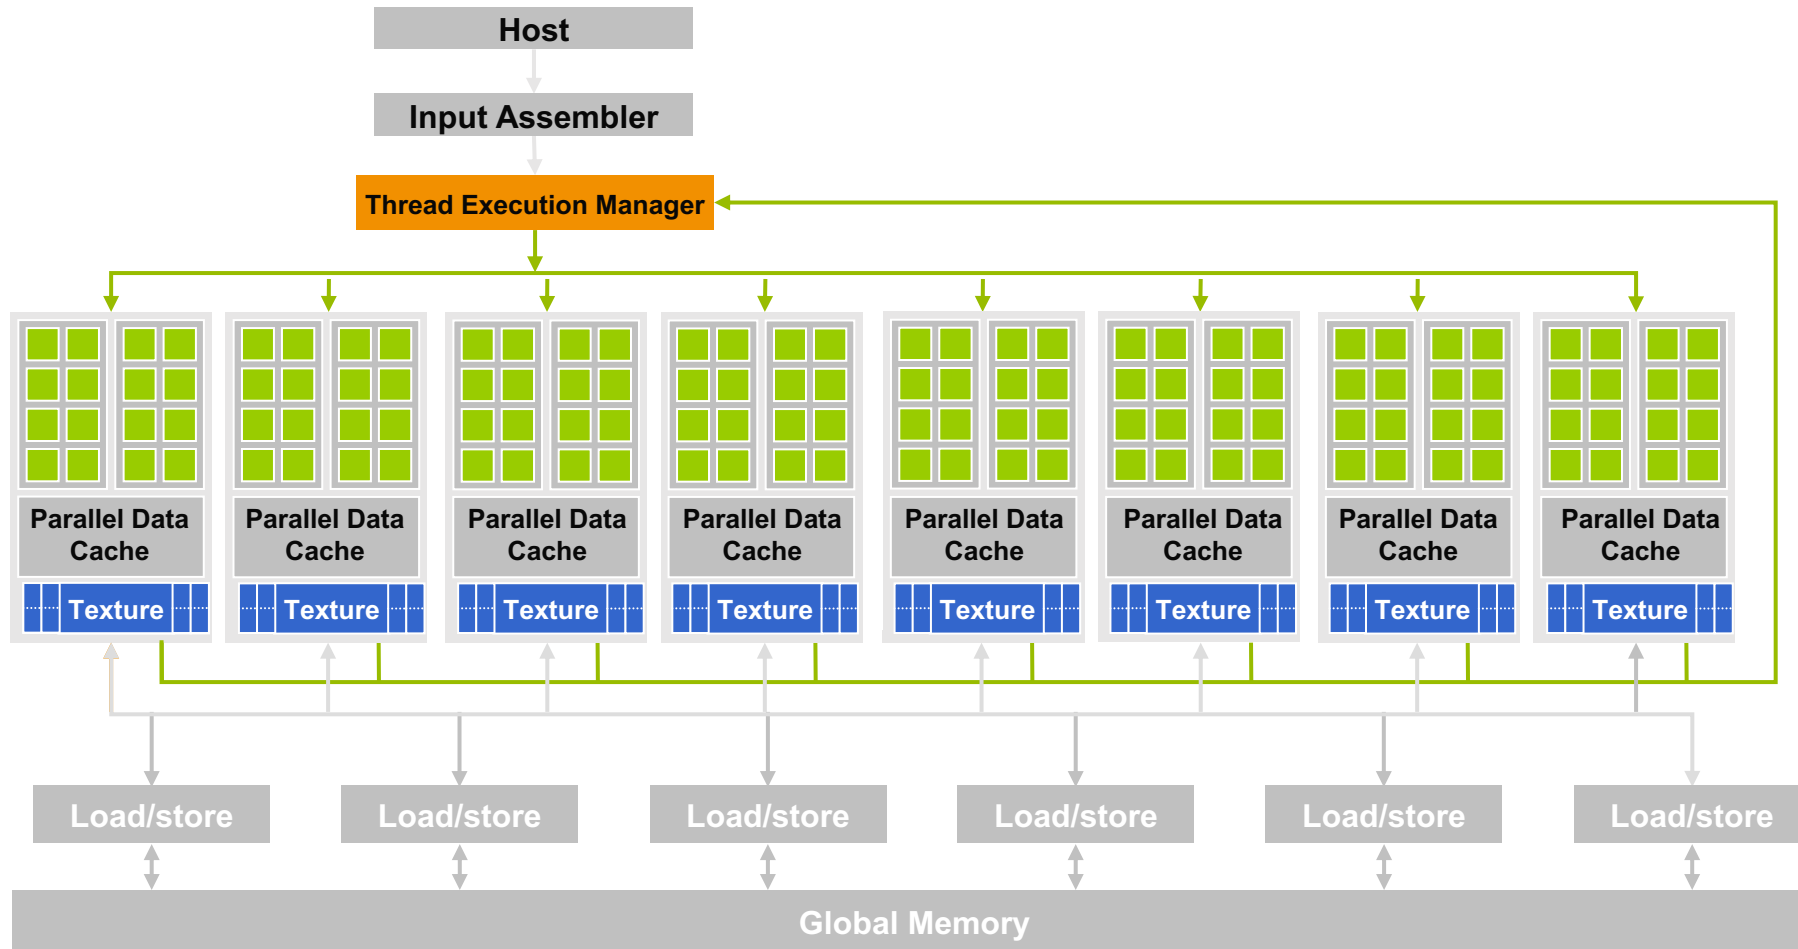 Host
Input Assembler
Thread Execution Manager
Parallel Data
Cache
Parallel Data
Cache
Parallel Data
Cache
Parallel Data
Cache
Parallel Data
Cache
Parallel Data
Cache
Parallel Data
Cache
Parallel Data
Cache
Texture
Texture
Texture
Texture
Texture
Texture
Texture
Texture
Load/store
Load/store
Load/store
Load/store
Load/store
Load/store
Global Memory